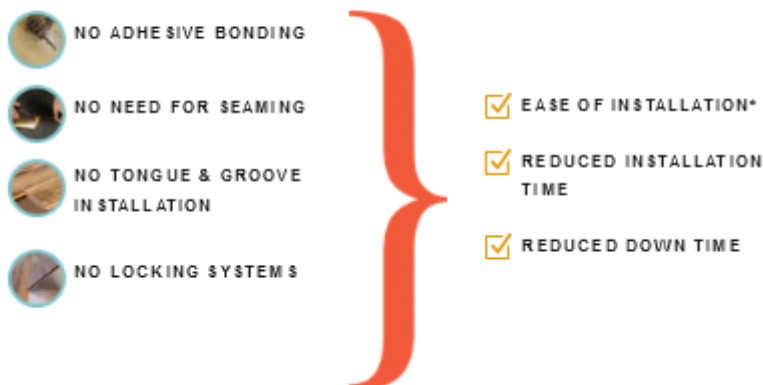 NO ADHESIVE BONDING
NO NEED FOR SEAMING
NO TONGUE & GROOVE
INSTALLATION
NO LOCKING SYSTEMS
EASE OF INSTALLATION*
REDUCED INSTALLATION
TIME
REDUCED DOWN TIME